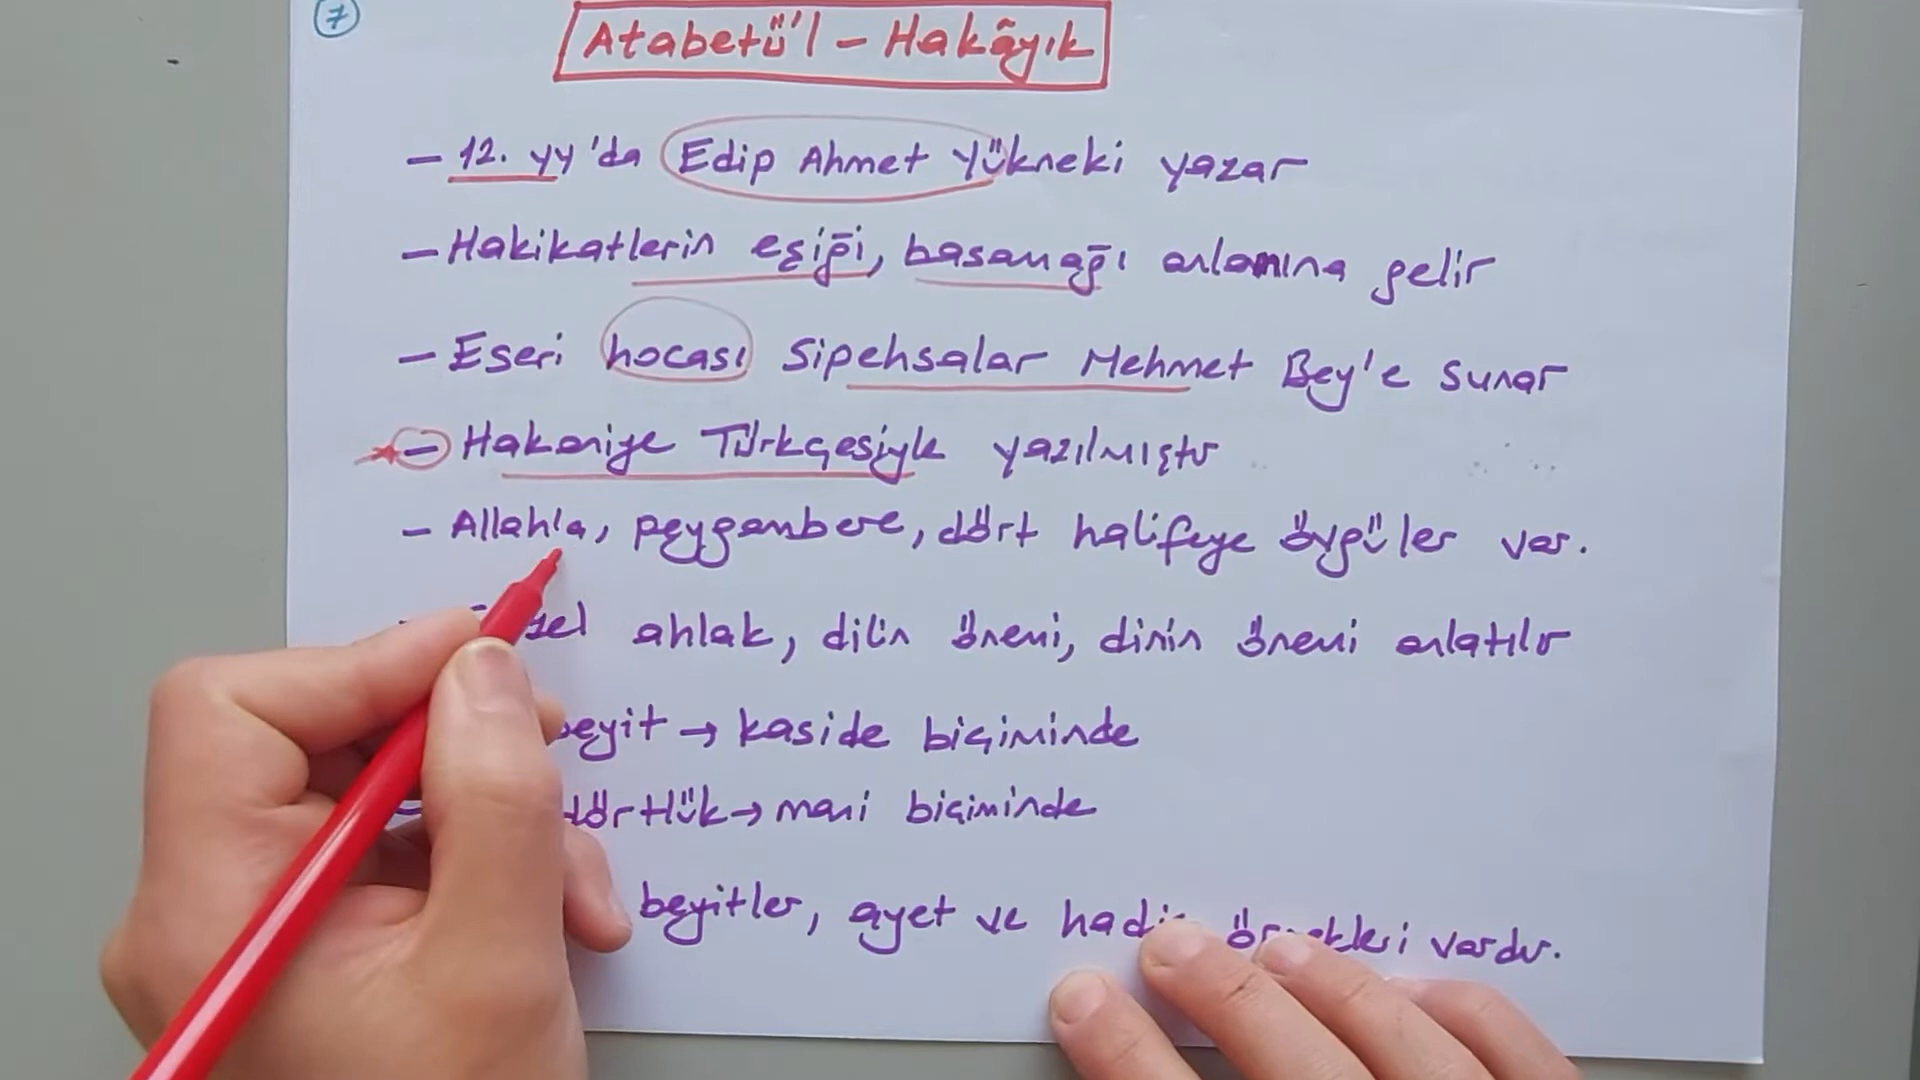 7
Atabetü'l - Hakâyık
- 12. yy'da Edip Ahmet Yükneki yazar
- Hakikatlerin eşiği, basamağı anlamına gelir
- Eseri hocası Sipehsalar Mehmet Bey'e sunar
- Hakaniye Türkçesiyle yazılmıştır
- Allah'a, peygambere, dört halifeye övgüler var.
ahlak, dilin önemi, dinin önemi anlatılır
beyit → kaside biçiminde
dörtlük → mani biçiminde
beyitler, ayet ve hadis örnekleri vardır.